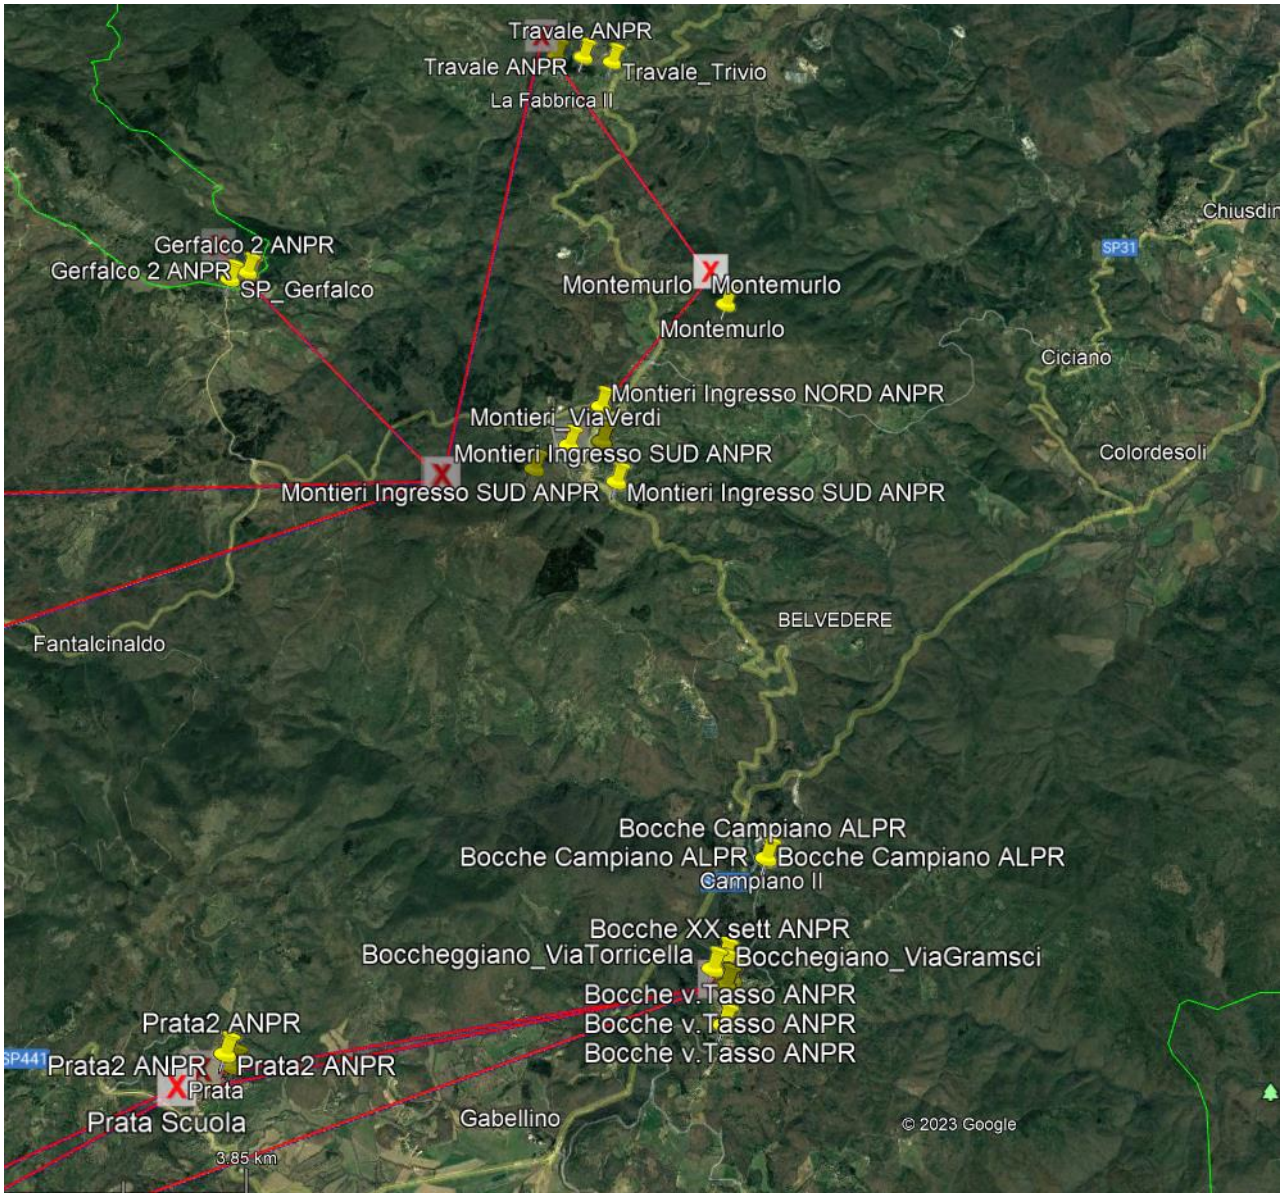 Travale ANPR
Travale ANPR
Travale_Trivio
La Fabbrica II
Chiusdin
Gerfalco 2 ANPR
SP31
Gerfalco 2 ANPR
SP_Gerfalco
X
Montemurlo
Montemurlo
Montemurlo
Ciciano
Montieri Ingresso NORD ANPR
Montieri_ViaVerdi
Montieri Ingresso SUD ANPR
Colordesoli
X
Montieri Ingresso SUD ANPR
Montieri Ingresso SUD ANPR
BELVEDERE
Fantalcinaldo
Bocche Campiano ALPR
Bocche Campiano ALPR
Bocche Campiano ALPR
Campiano II
Bocche XX sett ANPR
Boccheggiano_ViaTorricella
Bocchegiano_ViaGramsci
Bocche v.Tasso ANPR
Prata2 ANPR
Bocche v.Tasso ANPR
Bocche v.Tasso ANPR
SP441
Prata2 ANPR
Prata2 ANPR
X
Prata
Prata Scuola
Gabellino
© 2023 Google
3.85 km